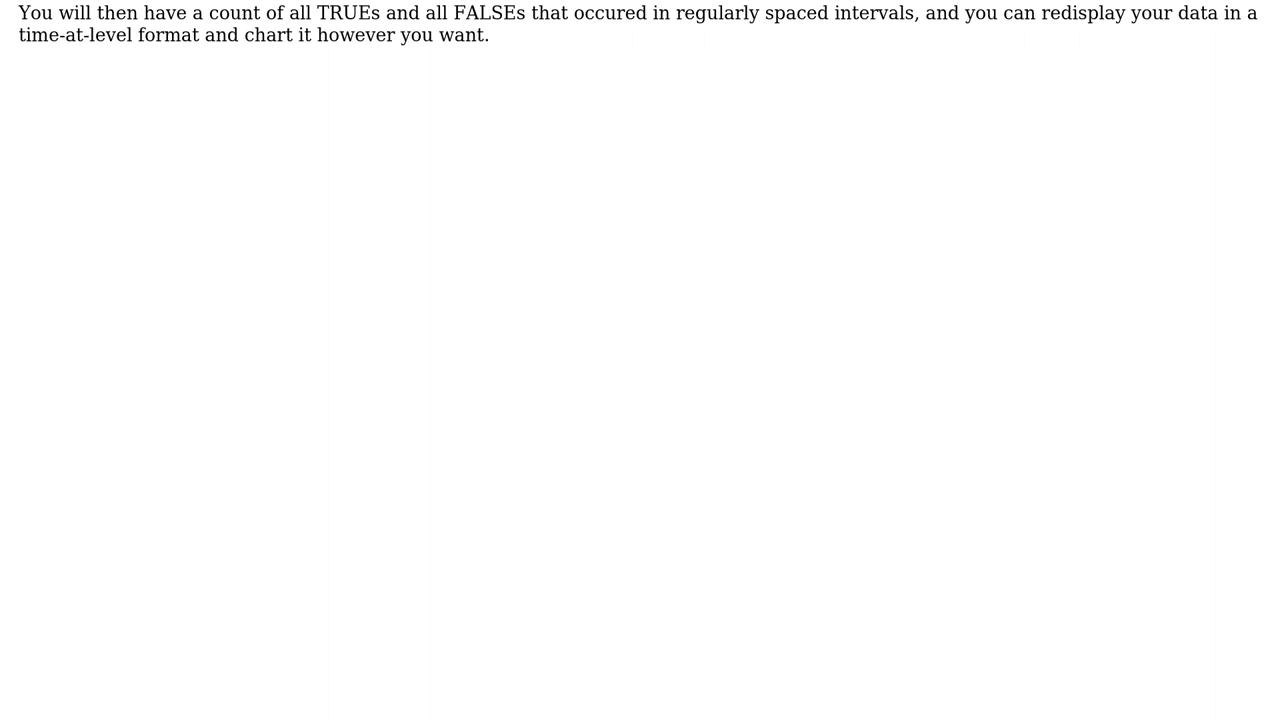 You will then have a count of all TRUEs and all FALSEs that occured in regularly spaced intervals, and you can redisplay your data in a
time-at-level format and chart it however you want.